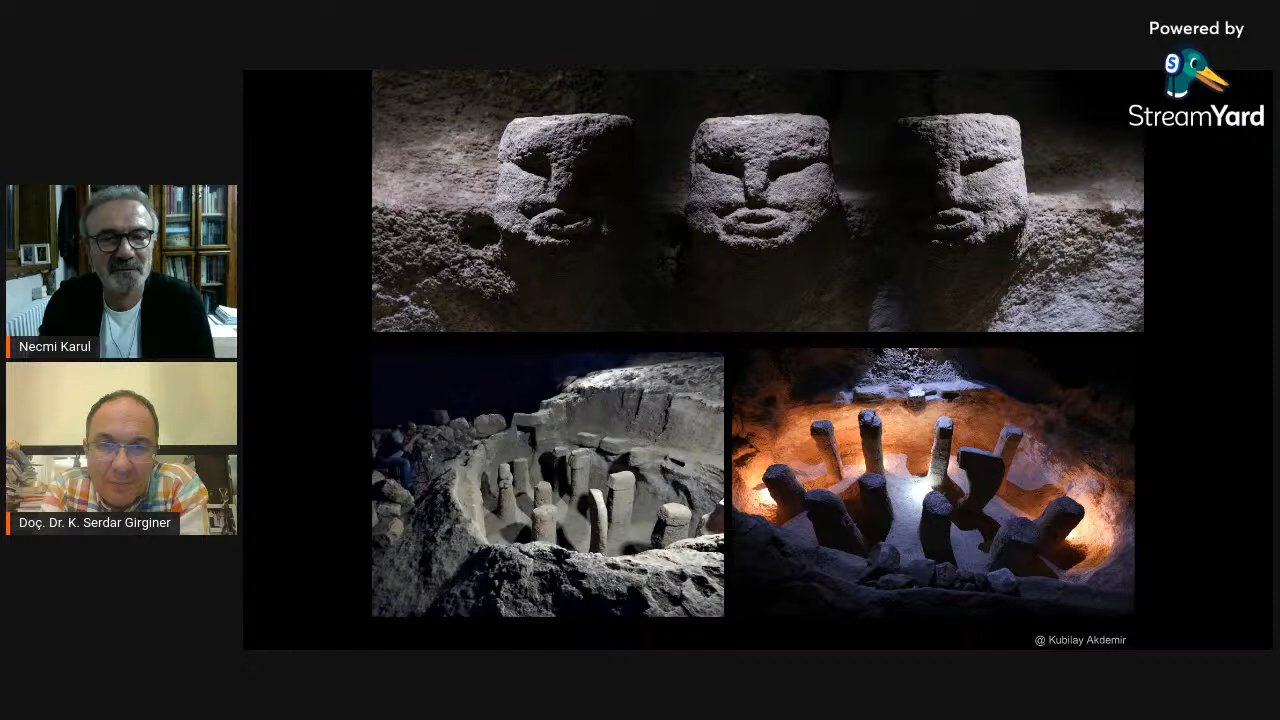 Powered by
S
StreamYard
Necmi Karul
Doç. Dr. K. Serdar Girginer
@ Kubilay Akdemir